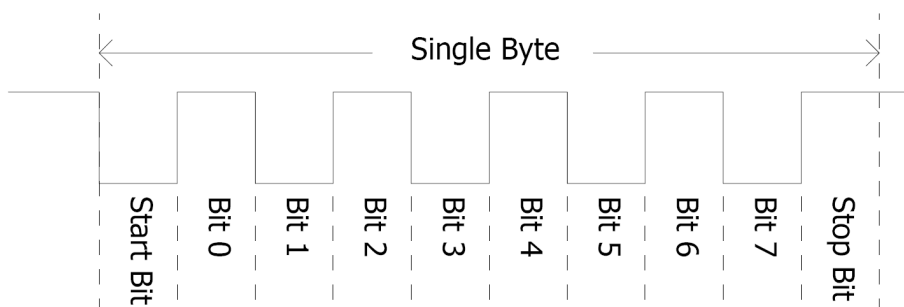 Single Byte
Start Bit
Bit 0
Bit 1
Bit 2
Bit 3
Bit 4
Bit 5
Bit 6
Bit 7
Stop Bit